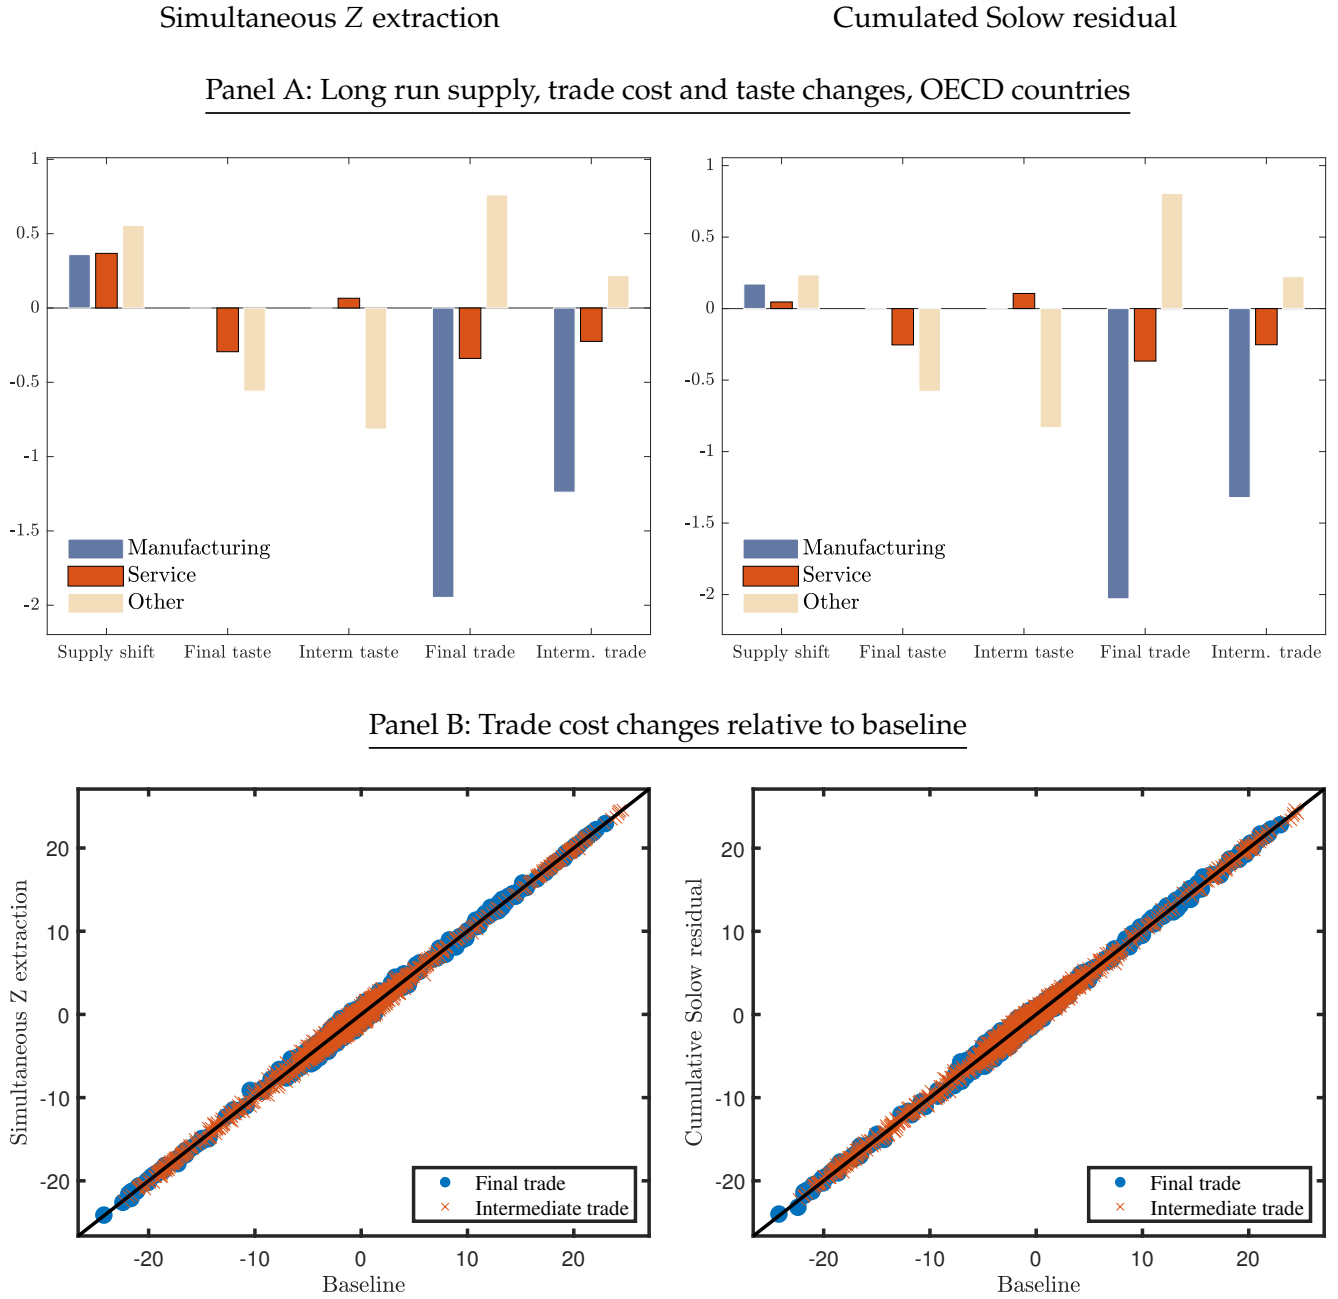 Simultaneous Z extraction
Cumulated Solow residual
Panel A: Long run supply, trade cost and taste changes, OECD countries
1
0.5
0
-0.5
-1
-1.5
-2
Manufacturing
Service
Other
Supply shift
Final taste
Interm taste
Final trade
Interm. trade
1
0.5
0
-0.5
-1
-1.5
-2
Manufacturing
Service
Other
Supply shift
Final taste
Interm taste
Final trade
Interm. trade
Panel B: Trade cost changes relative to baseline
Simultaneous Z extraction
20
10
0
-10
-20
Final trade
Intermediate trade
-20
-10
0
10
20
Baseline
Cumulative Solow residual
20
10
0
-10
-20
Final trade
Intermediate trade
-20
-10
0
10
20
Baseline